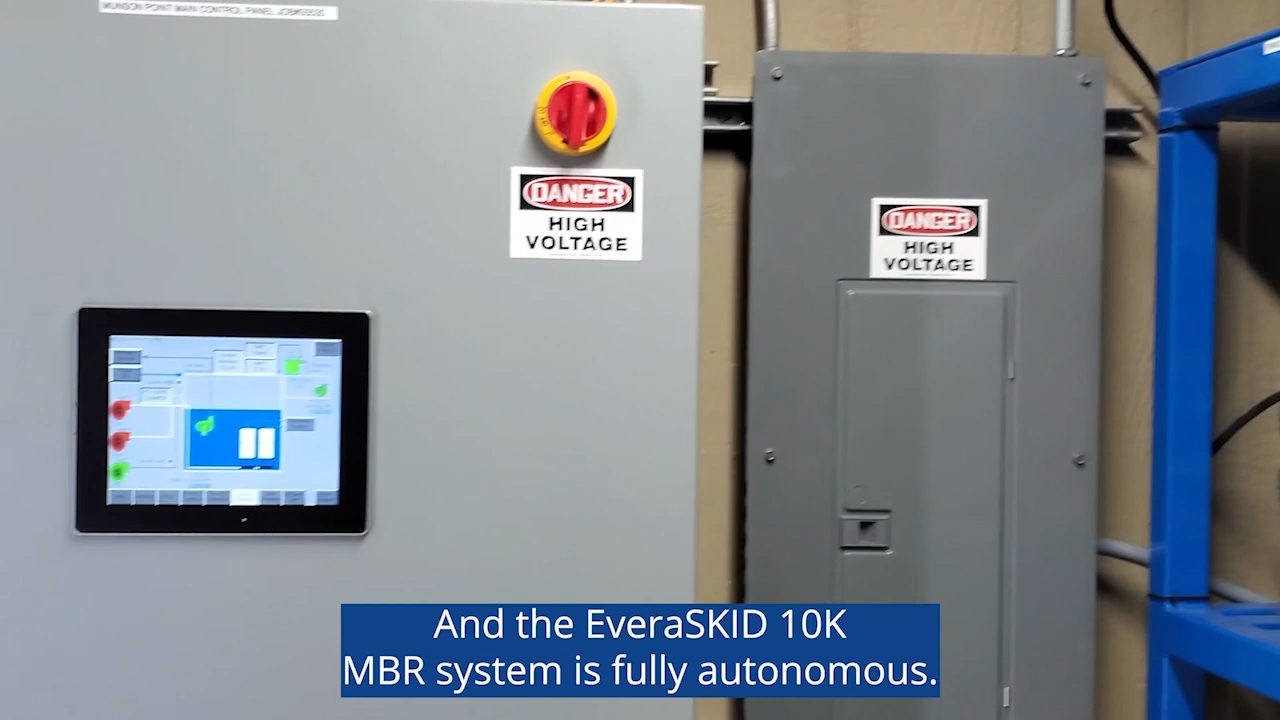 MUNSON POINT MAIN CONTROL PANEL
DANGER
HIGH
VOLTAGE
DANGER
HIGH
VOLTAGE
And the EveraSKID 10K
MBR system is fully autonomous.